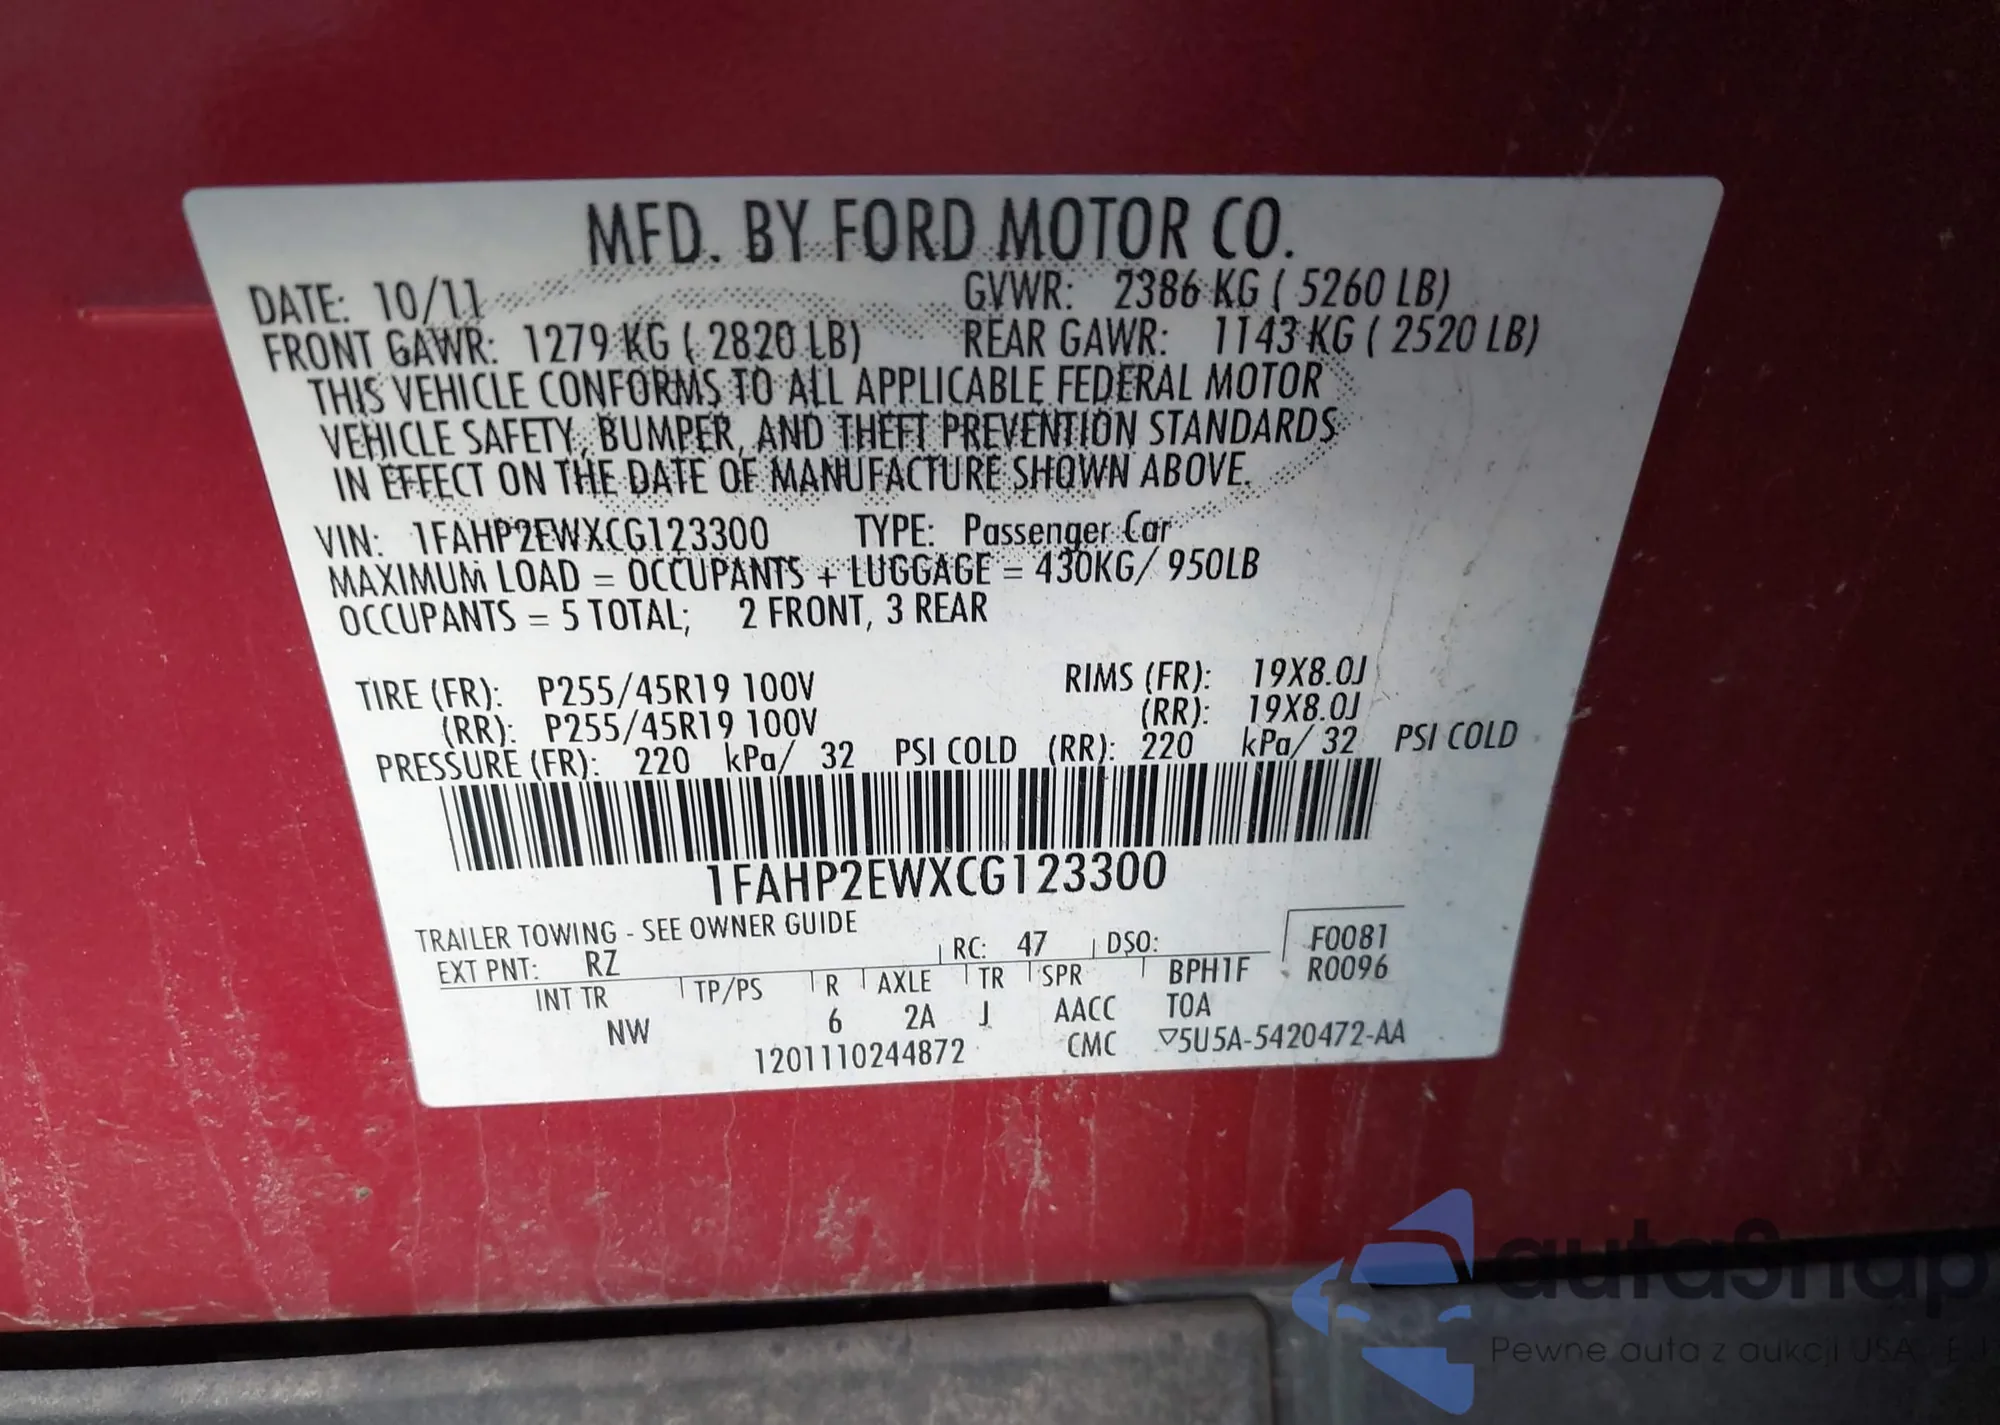 MFD. BY FORD MOTOR CO.
DATE: 10/11 GVWR: 2386 KG ( 5260 LB)
FRONT GAWR: 1279 KG ( 2820 LB) REAR GAWR: 1143 KG ( 2520 LB)
THIS VEHICLE CONFORMS TO ALL APPLICABLE FEDERAL MOTOR
VEHICLE SAFETY, BUMPER, AND THEFT PREVENTION STANDARDS
IN EFFECT ON THE DATE OF MANUFACTURE SHOWN ABOVE.
VIN: 1FAHP2EWXCG123300 TYPE: Passenger Car
MAXIMUM LOAD = OCCUPANTS + LUGGAGE = 430KG/ 950LB
OCCUPANTS = 5 TOTAL; 2 FRONT, 3 REAR
TIRE (FR): P255/45R19 100V RIMS (FR): 19X8.0J
(RR): P255/45R19 100V (RR): 19X8.0J
PRESSURE (FR): 220 kPa/ 32 PSI COLD (RR): 220 kPa/ 32 PSI COLD
1FAHP2EWXCG123300
TRAILER TOWING - SEE OWNER GUIDE
EXT PNT: RZ RC: 47 DSO: F0081
INT TR TP/PS R AXLE TR SPR BPH1F R0096
NW 6 2A J AACC TOA
1201110244872 CMC ▽5U5A-5420472-AA
autaSnap
Pewne auta z aukcji USA